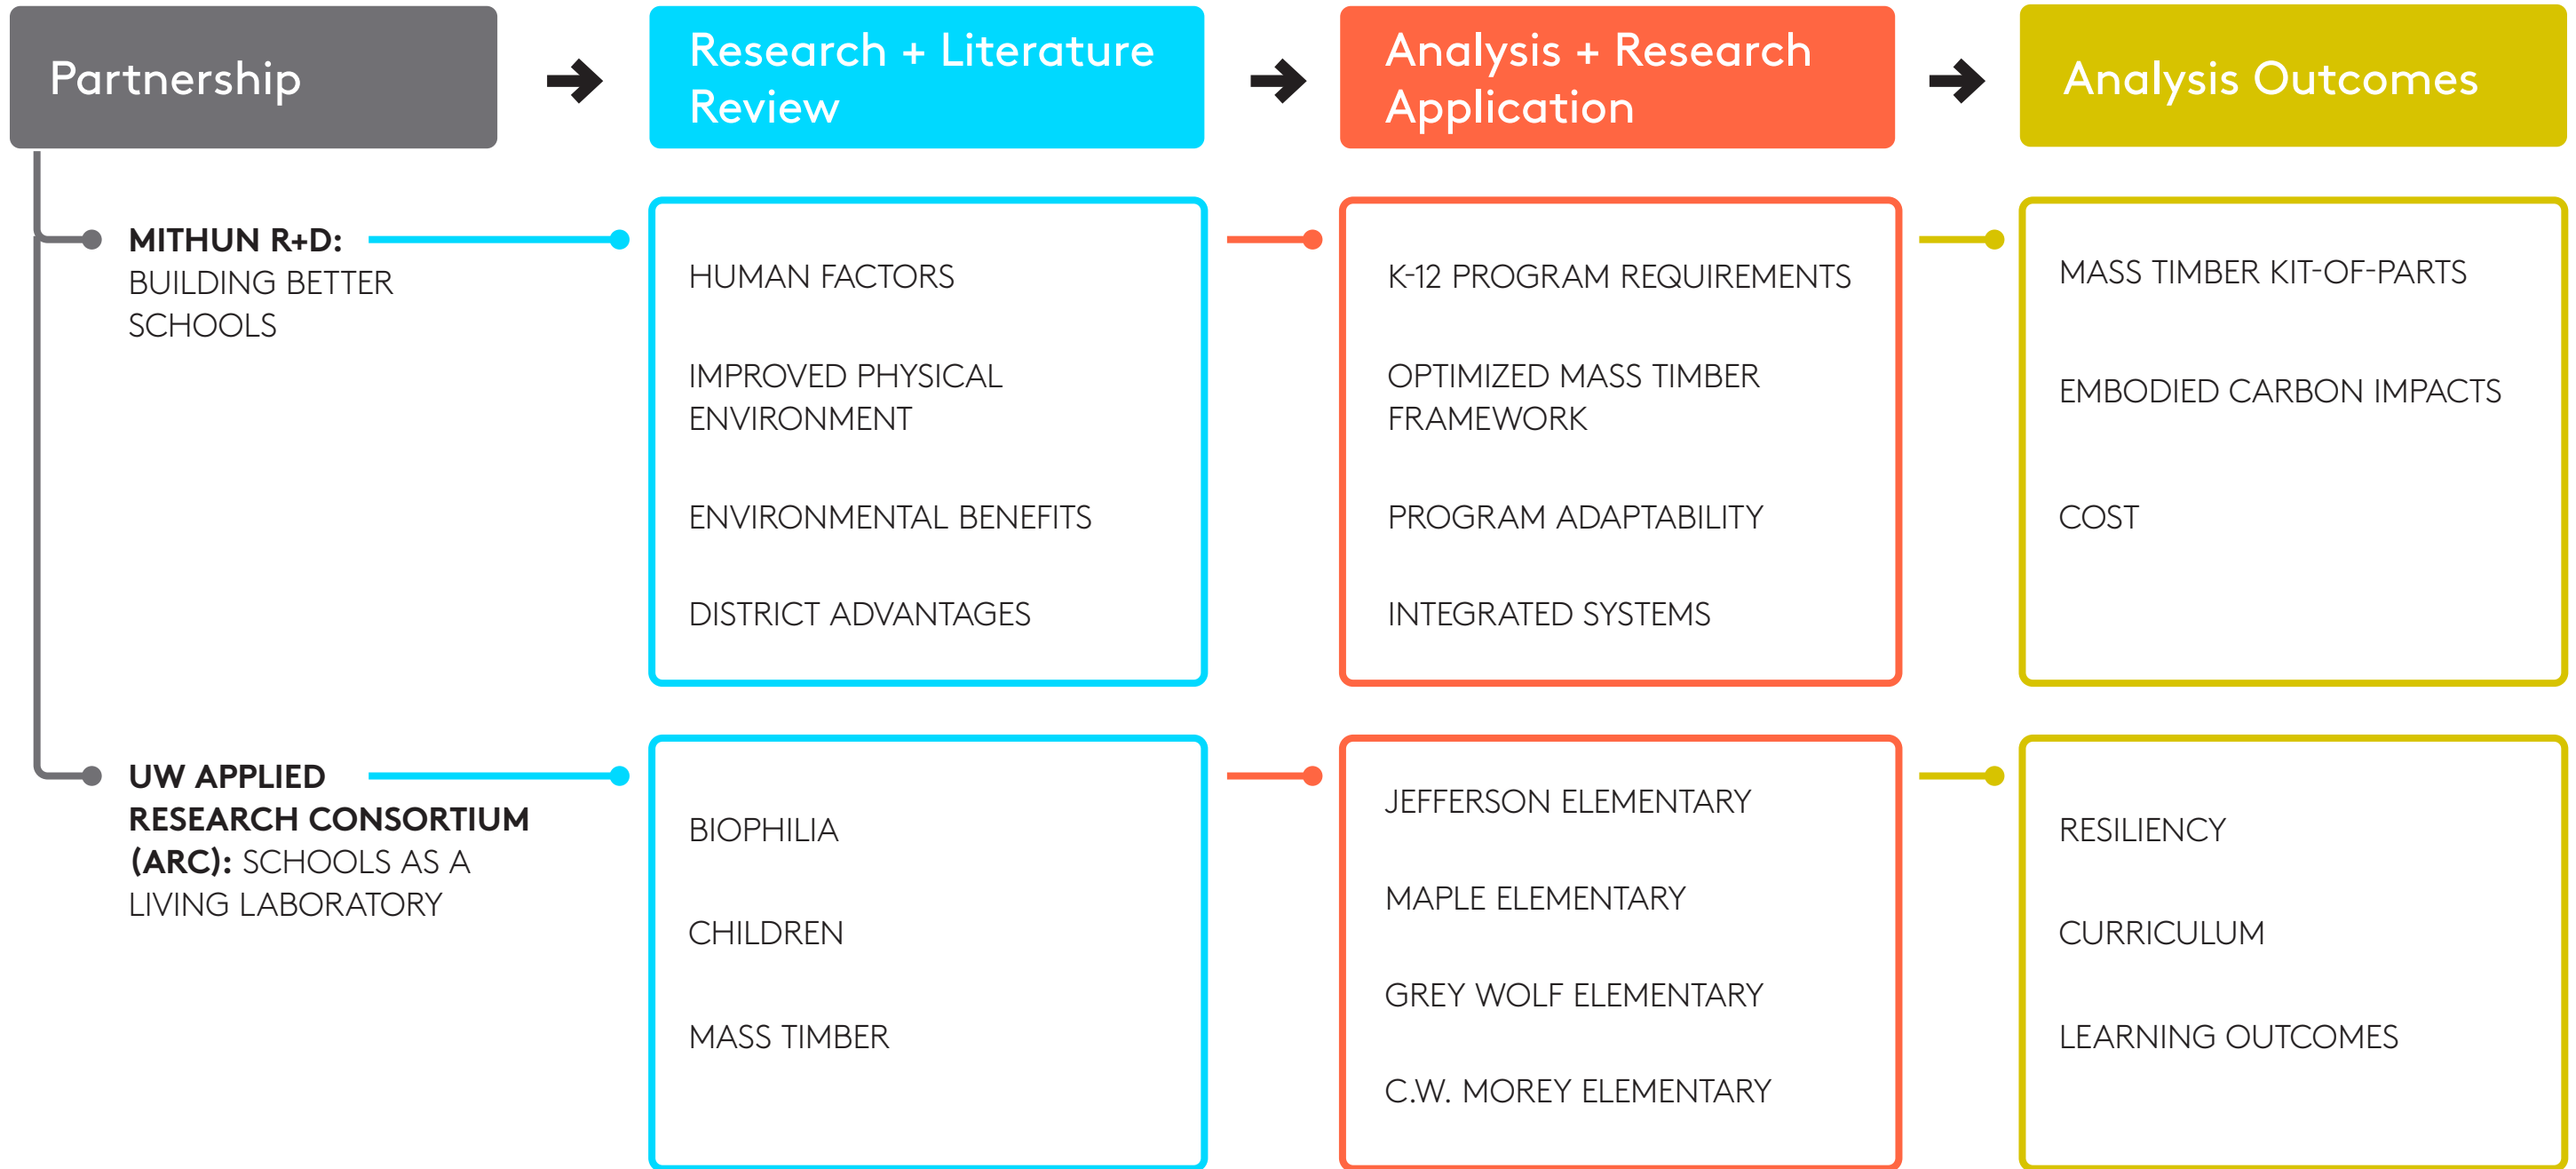 Partnership
Research + Literature
Review
Analysis + Research
Application
Analysis Outcomes
MITHUN R+D:
BUILDING BETTER
SCHOOLS
HUMAN FACTORS
IMPROVED PHYSICAL
ENVIRONMENT
ENVIRONMENTAL BENEFITS
DISTRICT ADVANTAGES
K-12 PROGRAM REQUIREMENTS
OPTIMIZED MASS TIMBER
FRAMEWORK
PROGRAM ADAPTABILITY
INTEGRATED SYSTEMS
MASS TIMBER KIT-OF-PARTS
EMBODIED CARBON IMPACTS
COST
UW APPLIED
RESEARCH CONSORTIUM
(ARC): SCHOOLS AS A
LIVING LABORATORY
BIOPHILIA
CHILDREN
MASS TIMBER
JEFFERSON ELEMENTARY
MAPLE ELEMENTARY
GREY WOLF ELEMENTARY
C.W. MOREY ELEMENTARY
RESILIENCY
CURRICULUM
LEARNING OUTCOMES